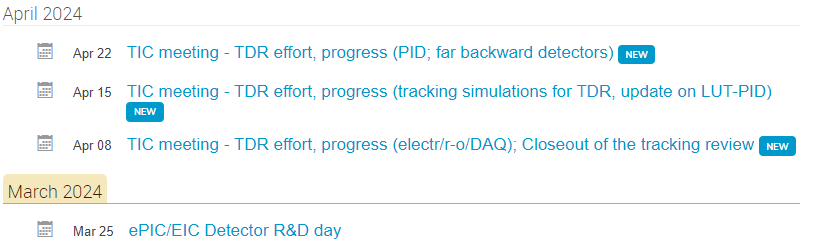 April 2024
Apr 22 TIC meeting - TDR effort, progress (PID; far backward detectors) NEW
Apr 15 TIC meeting - TDR effort, progress (tracking simulations for TDR, update on LUT-PID)
NEW
Apr 08 TIC meeting - TDR effort, progress (electr/r-o/DAQ); Closeout of the tracking review NEW
March 2024
Mar 25 ePIC/EIC Detector R&D day